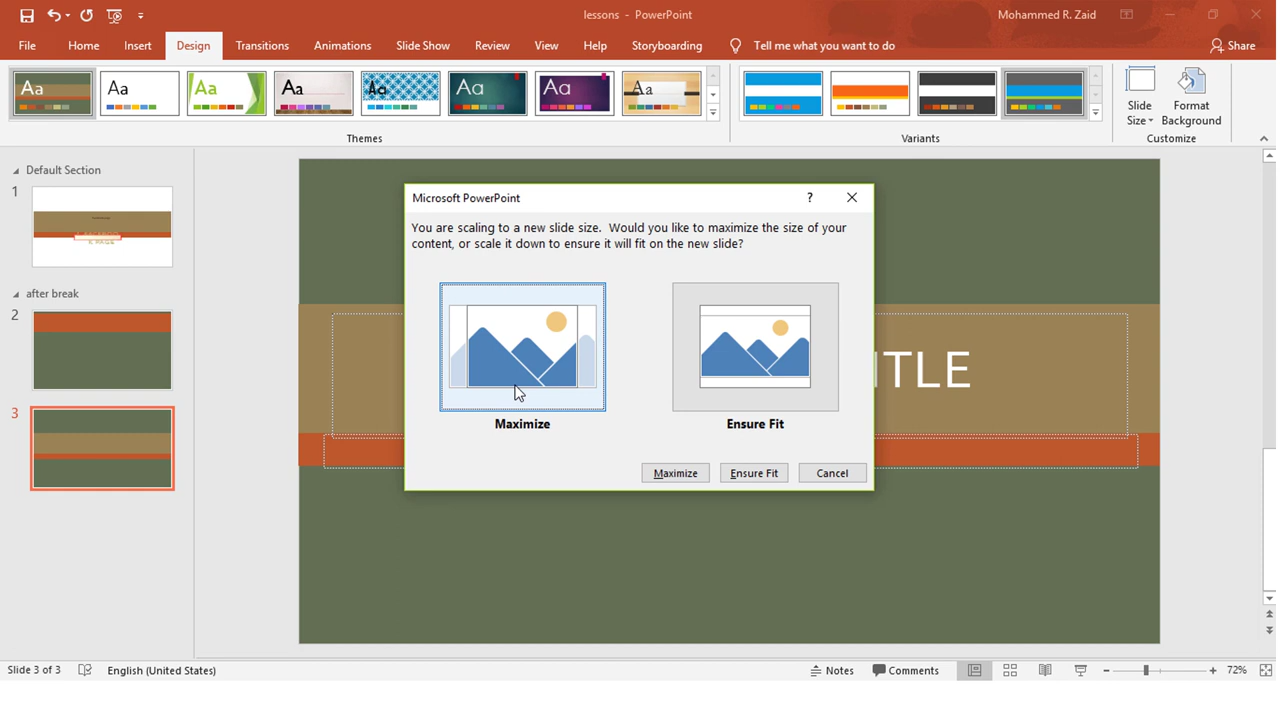 lessons - PowerPoint
Mohammed R. Zaid
File Home Insert Design Transitions Animations Slide Show Review View Help Storyboarding Tell me what you want to do Share
Aa Aa Aa Aa Aa Aa Aa Aa
Slide Size
Format Background
Themes
Variants
Customize
Default Section
1
after break
2
3
Microsoft PowerPoint
You are scaling to a new slide size. Would you like to maximize the size of your
content, or scale it down to ensure it will fit on the new slide?
Maximize
Ensure Fit
Maximize Ensure Fit Cancel
ITLE
Slide 3 of 3
English (United States)
Notes
Comments
72%